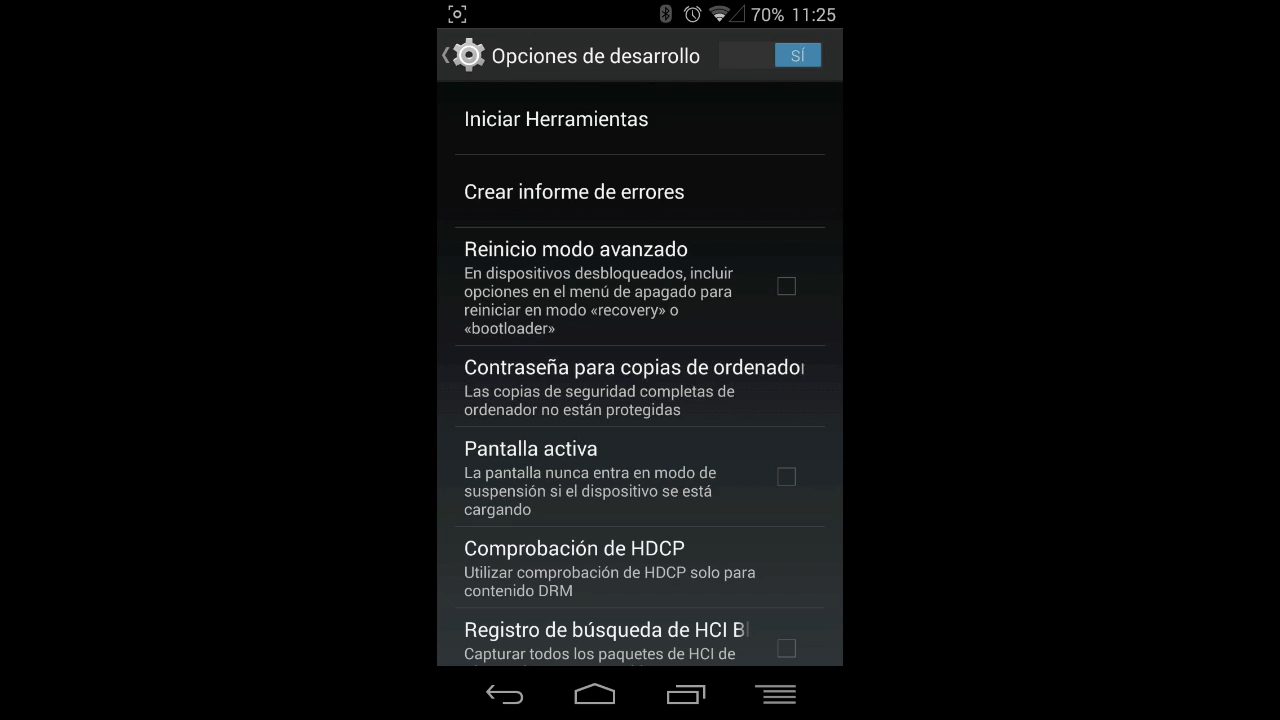 70% 11:25
Opciones de desarrollo SÍ
Iniciar Herramientas
Crear informe de errores
Reinicio modo avanzado
En dispositivos desbloqueados, incluir
opciones en el menú de apagado para
reiniciar en modo «recovery» o
«bootloader»
Contraseña para copias de ordenador
Las copias de seguridad completas de
ordenador no están protegidas
Pantalla activa
La pantalla nunca entra en modo de
suspensión si el dispositivo se está
cargando
Comprobación de HDCP
Utilizar comprobación de HDCP solo para
contenido DRM
Registro de búsqueda de HCI
Capturar todos los paquetes de HCI de